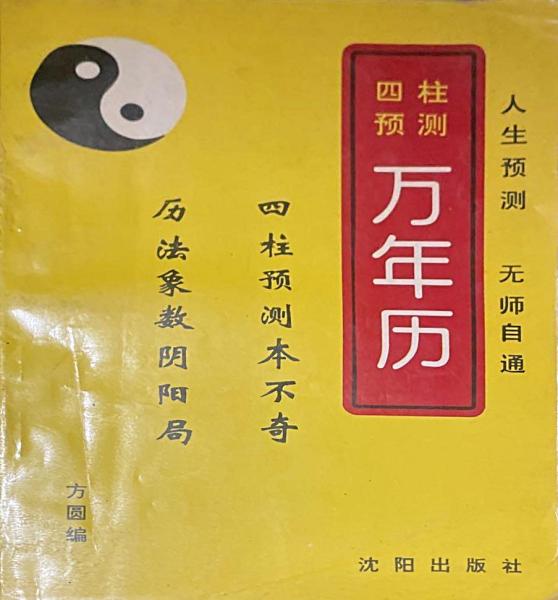 四柱
预测
万年历
人生预测 无师自通
四柱预测本不奇
历法象数阴阳局
方圆编
沈阳出版社